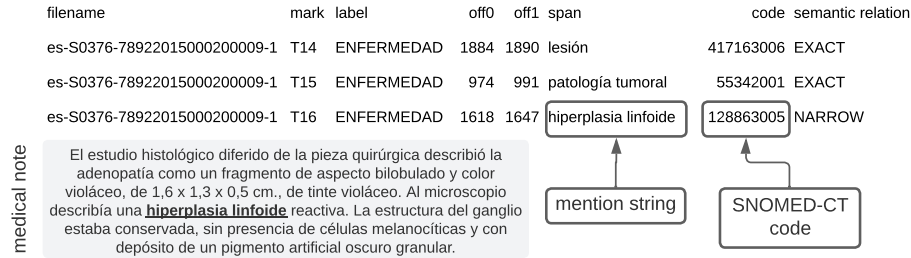 filename mark label off0 off1 span code semantic relation
es-S0376-78922015000200009-1 T14 ENFERMEDAD 1884 1890 lesión 417163006 EXACT
es-S0376-78922015000200009-1 T15 ENFERMEDAD 974 991 patología tumoral 55342001 EXACT
es-S0376-78922015000200009-1 T16 ENFERMEDAD 1618 1647 hiperplasia linfoide 128863005 NARROW
medical note
El estudio histológico diferido de la pieza quirúrgica describió la
adenopatía como un fragmento de aspecto bilobulado y color
violáceo, de 1,6 x 1,3 x 0,5 cm., de tinte violáceo. Al microscopio
describía una hiperplasia linfoide reactiva. La estructura del ganglio
estaba conservada, sin presencia de células melanocíticas y con
depósito de un pigmento artificial oscuro granular.
mention string
SNOMED-CT
code